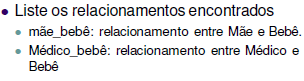 Liste os relacionamentos encontrados
mãe_bebê: relacionamento entre Mãe e Bebê.
Médico_bebê: relacionamento entre Médico e
Bebê